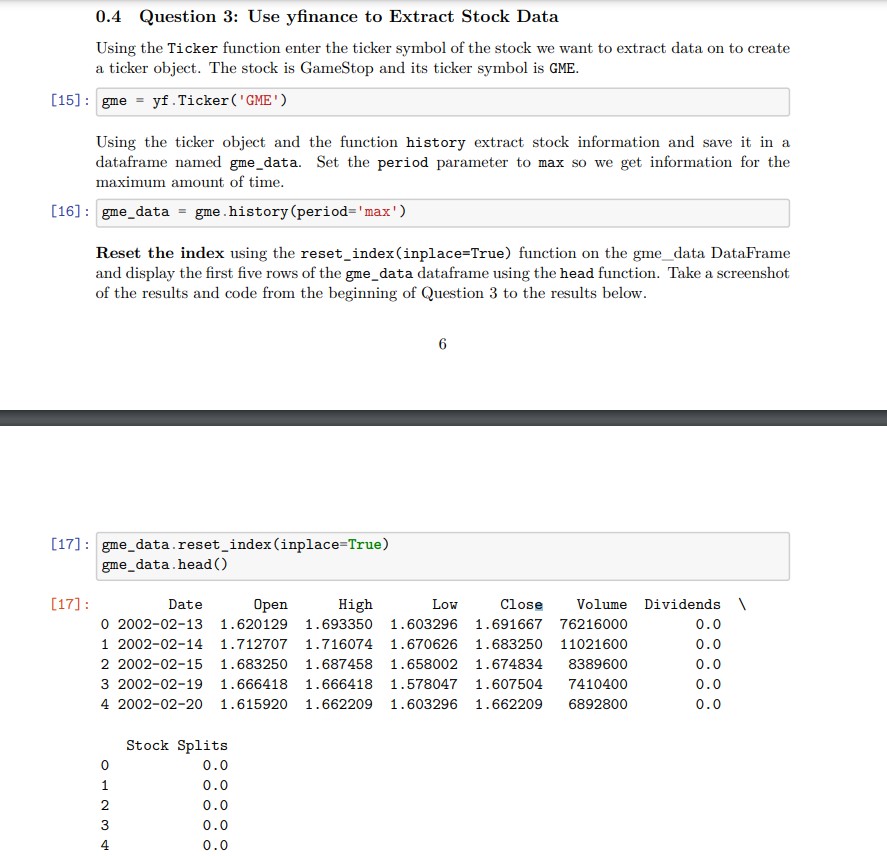 0.4 Question 3: Use yfinance to Extract Stock Data
Using the Ticker function enter the ticker symbol of the stock we want to extract data on to create
a ticker object. The stock is GameStop and its ticker symbol is GME.
[15]: gme = yf.Ticker('GME')
Using the ticker object and the function history extract stock information and save it in a
dataframe named gme_data. Set the period parameter to max so we get information for the
maximum amount of time.
[16]: gme_data = gme.history(period='max')
Reset the index using the reset_index(inplace=True) function on the gme_data DataFrame
and display the first five rows of the gme_data dataframe using the head function. Take a screenshot
of the results and code from the beginning of Question 3 to the results below.
6
[17]: gme_data.reset_index(inplace=True)
gme_data.head()
[17]: Date Open High Low Close Volume Dividends \
0 2002-02-13 1.620129 1.693350 1.603296 1.691667 76216000 0.0
1 2002-02-14 1.712707 1.716074 1.670626 1.683250 11021600 0.0
2 2002-02-15 1.683250 1.687458 1.658002 1.674834 8389600 0.0
3 2002-02-19 1.666418 1.666418 1.578047 1.607504 7410400 0.0
4 2002-02-20 1.615920 1.662209 1.603296 1.662209 6892800 0.0
Stock Splits
0 0.0
1 0.0
2 0.0
3 0.0
4 0.0